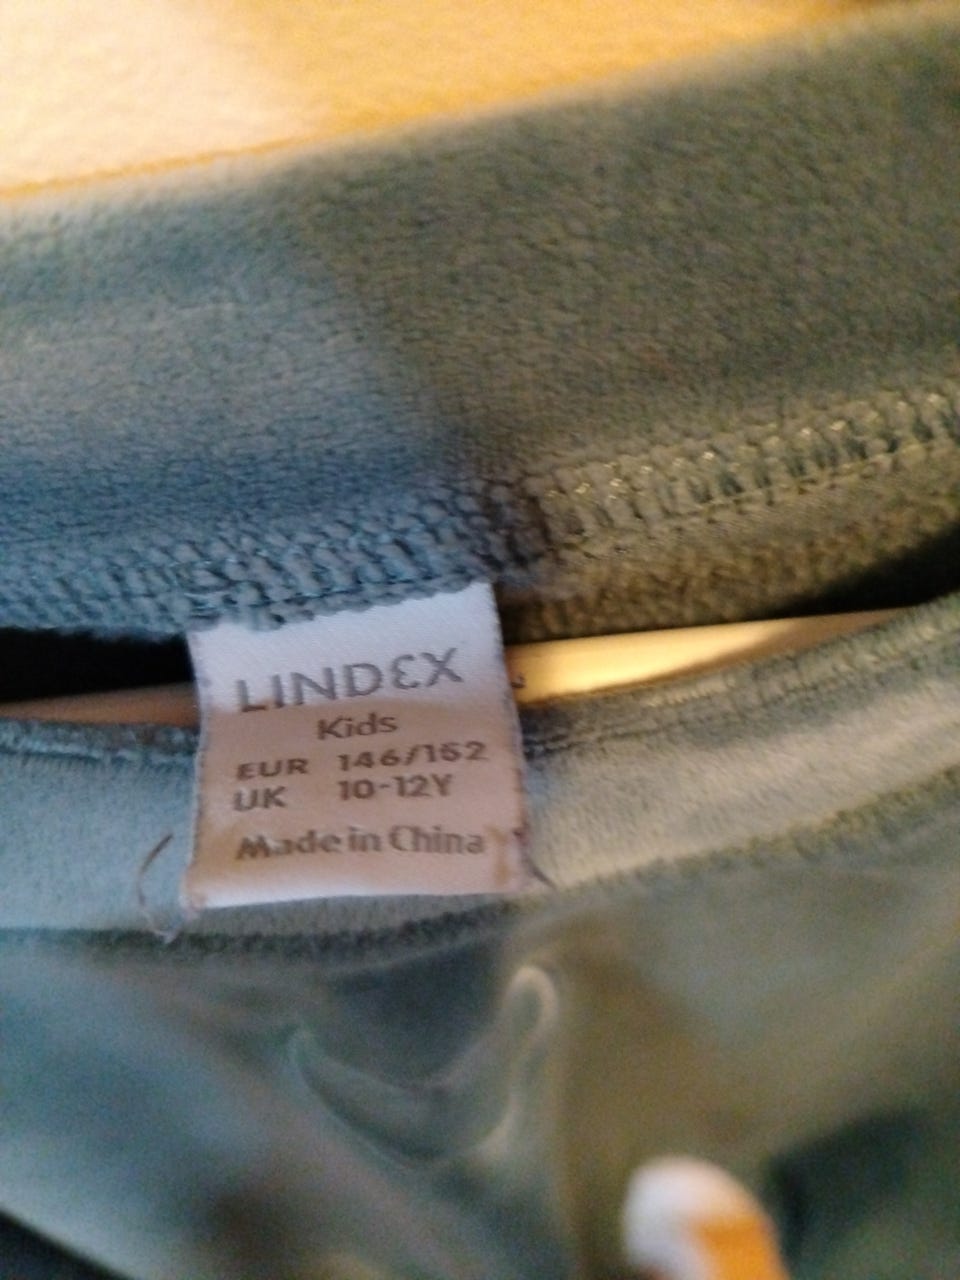 LINDEX
Kids
EUR 146/152
UK 10-12Y
Made in China